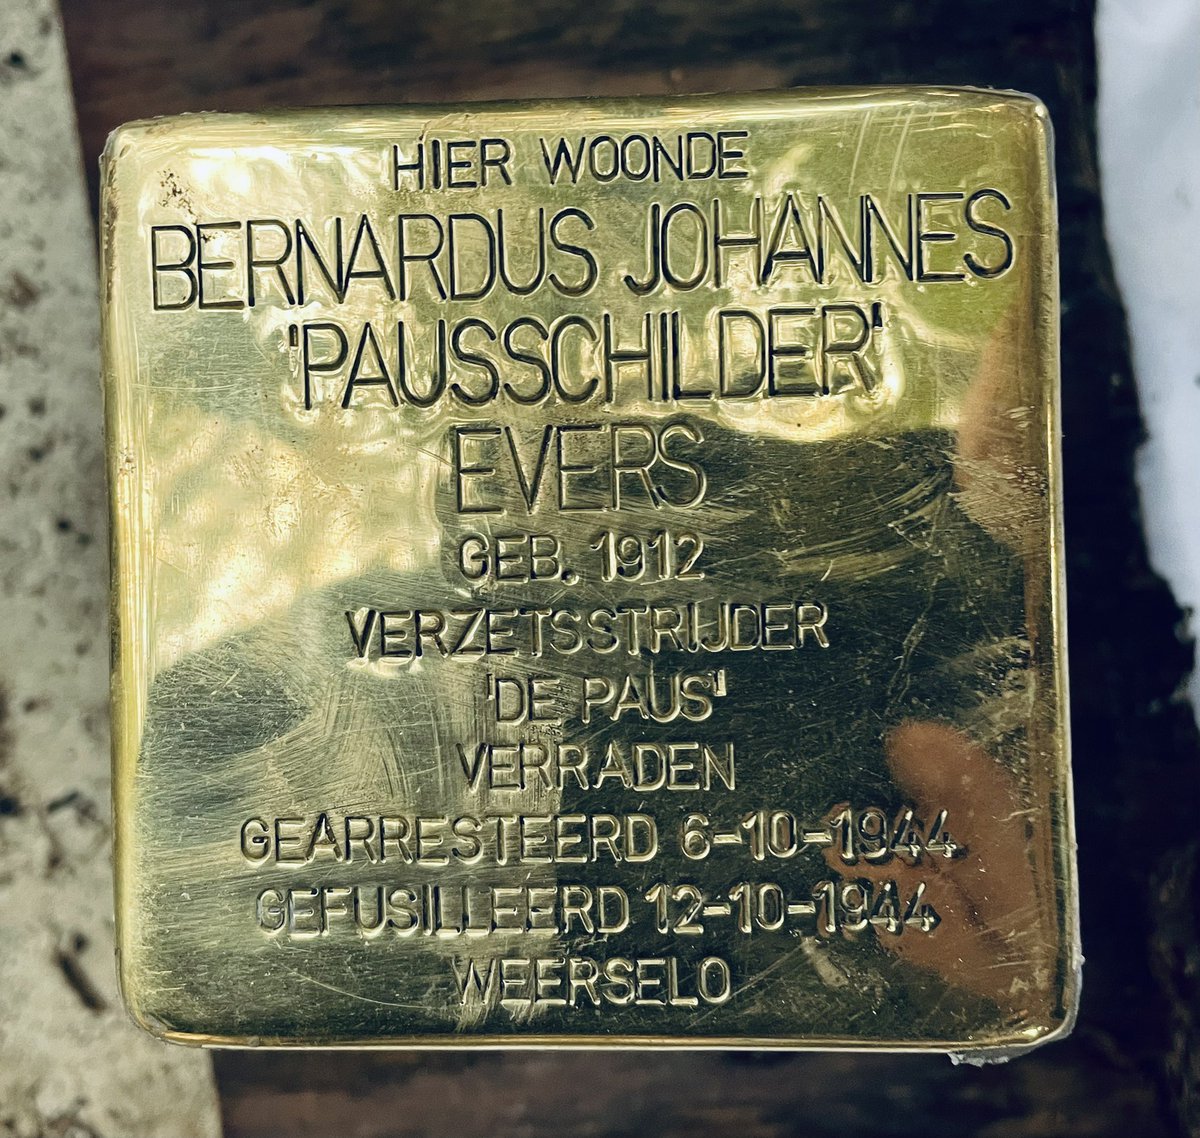 HIER WOONDE
BERNARDUS JOHANNES
'PAUSSCHILDER'
EVERS
GEB. 1912
VERZETSSTRIJDER
'DE PAUS'
VERRADEN
GEARRESTEERD 6-10-1944
GEFUSILLEERD 12-10-1944
WEERSELO